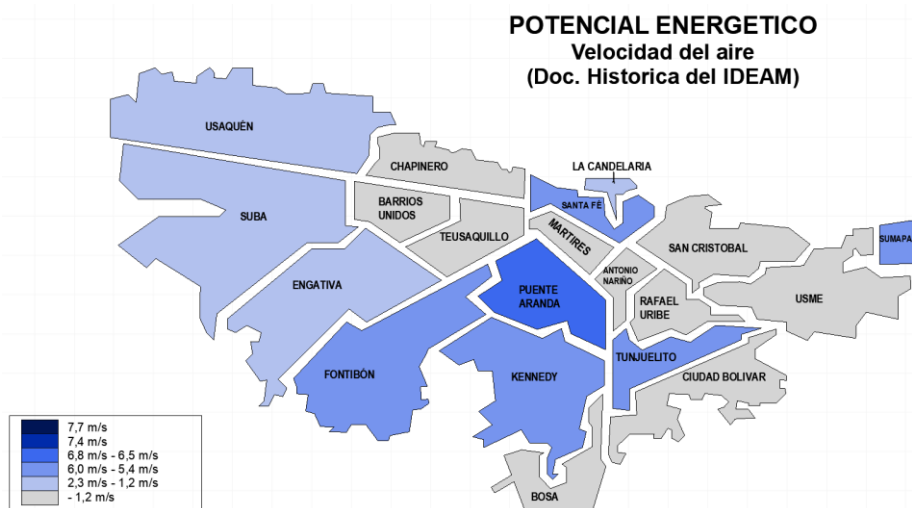 POTENCIAL ENERGETICO
Velocidad del aire
(Doc. Historica del IDEAM)
USAQUÉN
CHAPINERO
LA CANDELARIA
BARRIOS
UNIDOS
SANTA FÉ
SUBA
TEUSAQUILLO
MARTIRES
SAN CRISTOBAL
SUMAPA
ANTONIO
NARIÑO
ENGATIVA
PUENTE
ARANDA
RAFAEL
URIBE
USME
FONTIBÓN
KENNEDY
TUNJUELITO
CIUDAD BOLIVAR
BOSA
7,7 m/s
7,4 m/s
6,8 m/s - 6,5 m/s
6,0 m/s - 5,4 m/s
2,3 m/s - 1,2 m/s
- 1,2 m/s